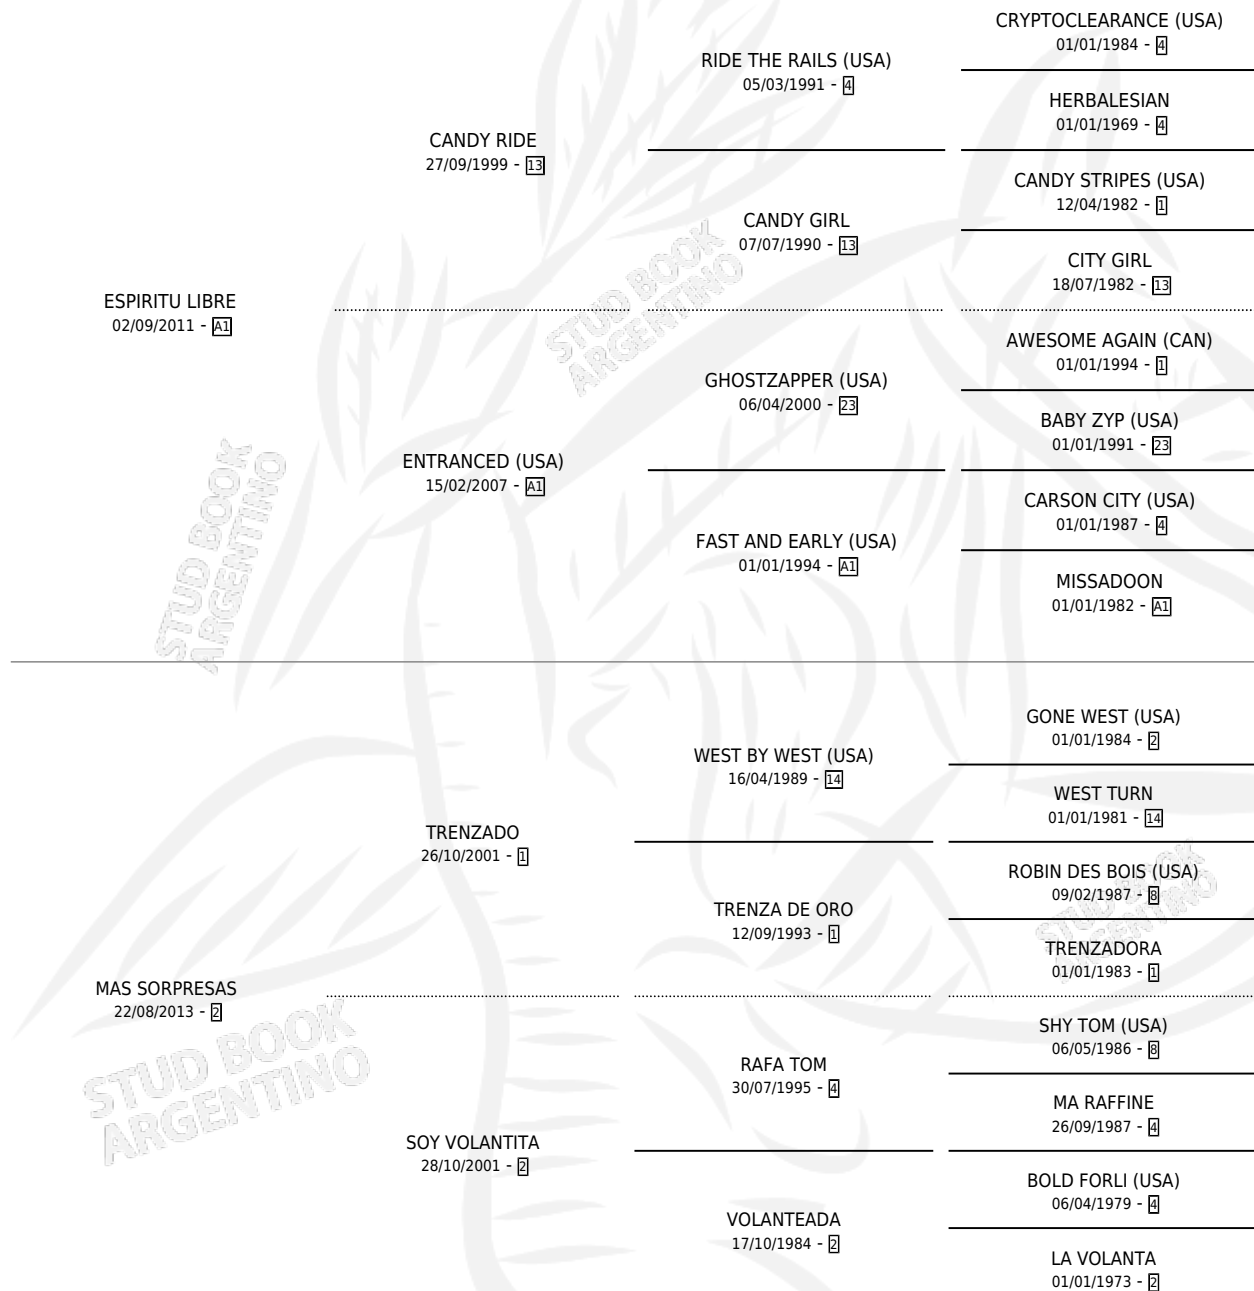 CRYPTOCLEARANCE (USA)
01/01/1984 - 4
RIDE THE RAILS (USA)
05/03/1991 - 4
HERBALESIAN
01/01/1969 - 4
CANDY RIDE
27/09/1999 - 13
CANDY STRIPES (USA)
12/04/1982 - 1
CANDY GIRL
07/07/1990 - 13
CITY GIRL
18/07/1982 - 13
ESPIRITU LIBRE
02/09/2011 - A1
STUD BOOK
ARGENTINO
AWESOME AGAIN (CAN)
01/01/1994 - 1
GHOSTZAPPER (USA)
06/04/2000 - 23
BABY ZYP (USA)
01/01/1991 - 23
ENTRANCED (USA)
15/02/2007 - A1
CARSON CITY (USA)
01/01/1987 - 4
FAST AND EARLY (USA)
01/01/1994 - A1
MISSADOON
01/01/1982 - A1
STUD BOOK
ARGENTINO
GONE WEST (USA)
01/01/1984 - 2
WEST BY WEST (USA)
16/04/1989 - 14
WEST TURN
01/01/1981 - 14
TRENZADO
26/10/2001 - 1
ROBIN DES BOIS (USA)
09/02/1987 - 8
TRENZA DE ORO
12/09/1993 - 1
TRENZADORA
01/01/1983 - 1
STUD BOOK
ARGENTINO
MAS SORPRESAS
22/08/2013 - 2
SHY TOM (USA)
06/05/1986 - 8
RAFA TOM
30/07/1995 - 4
MA RAFFINE
26/09/1987 - 4
STUD BOOK
ARGENTINO
SOY VOLANTITA
28/10/2001 - 2
BOLD FORLI (USA)
06/04/1979 - 4
VOLANTEADA
17/10/1984 - 2
LA VOLANTA
01/01/1973 - 2